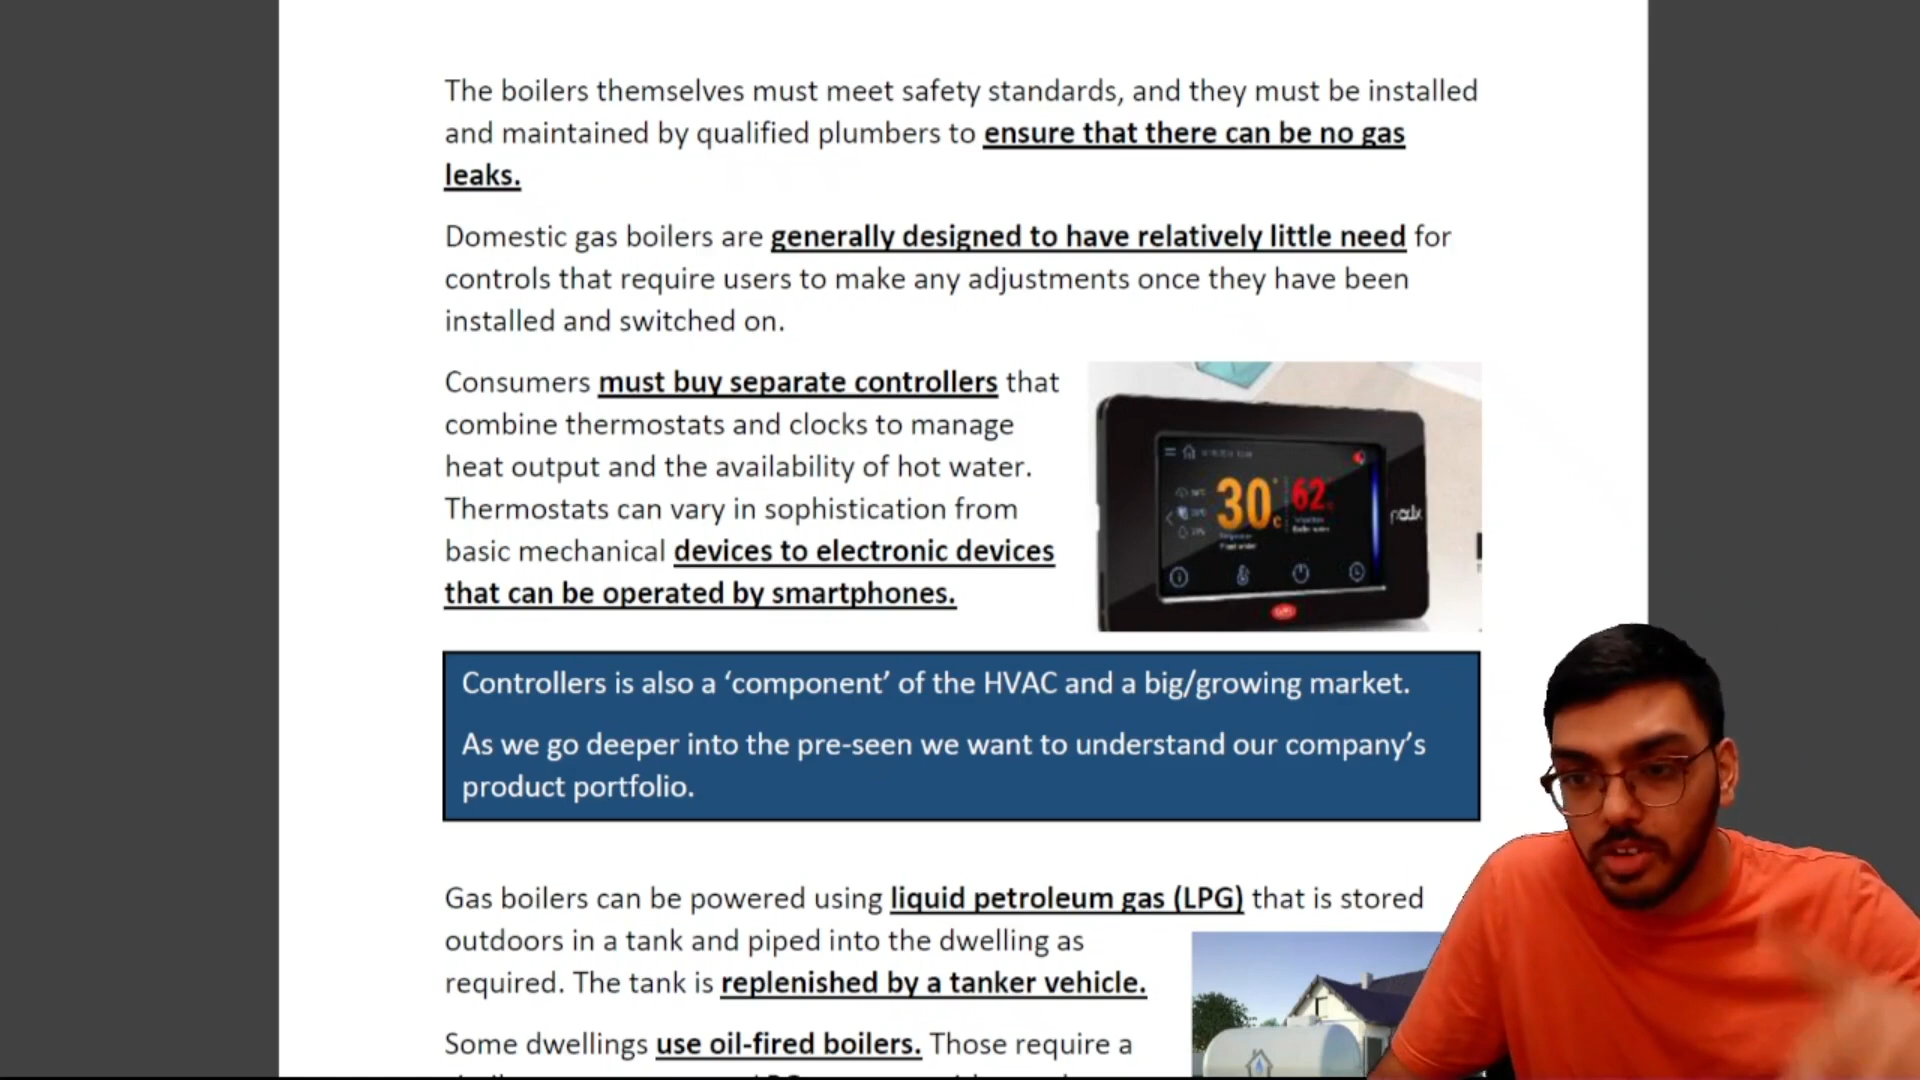 The boilers themselves must meet safety standards, and they must be installed
and maintained by qualified plumbers to ensure that there can be no gas
leaks.
Domestic gas boilers are generally designed to have relatively little need for
controls that require users to make any adjustments once they have been
installed and switched on.
Consumers must buy separate controllers that
combine thermostats and clocks to manage
heat output and the availability of hot water.
Thermostats can vary in sophistication from
basic mechanical devices to electronic devices
that can be operated by smartphones.
30
62
Controllers is also a ‘component’ of the HVAC and a big/growing market.
As we go deeper into the pre-seen we want to understand our company’s
product portfolio.
Gas boilers can be powered using liquid petroleum gas (LPG) that is stored
outdoors in a tank and piped into the dwelling as
required. The tank is replenished by a tanker vehicle.
Some dwellings use oil-fired boilers. Those require a